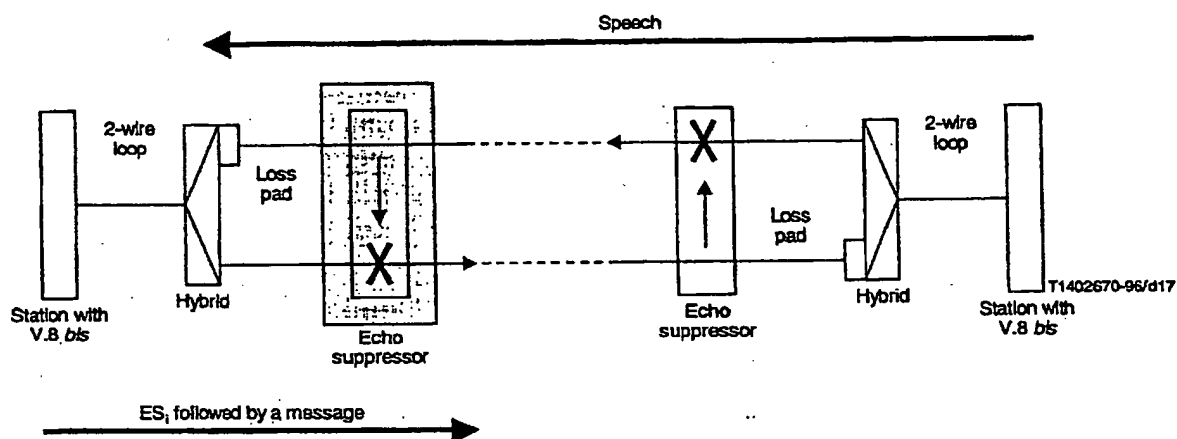 Speech
2-wire
loop
Loss
pad
Hybrid
Station with
V.8 bis
Echo
suppressor
Echo
suppressor
Loss
pad
2-wire
loop
Hybrid
T1402670-96/d17
Station with
V.8 bis
ESi followed by a message